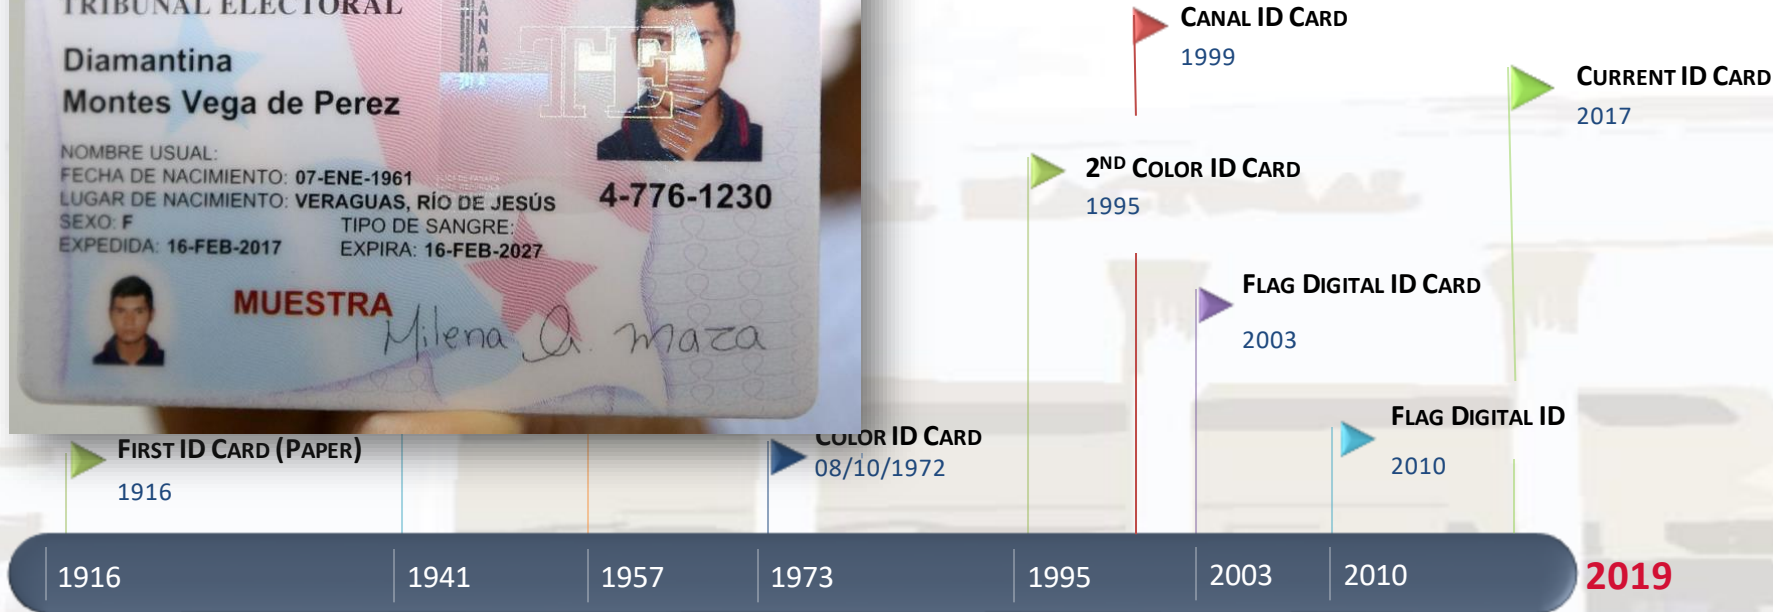 TRIBUNAL ELECTORAL
PANAMA
TE
Diamantina
Montes Vega de Perez
NOMBRE USUAL:
FECHA DE NACIMIENTO: 07-ENE-1961
LUGAR DE NACIMIENTO: VERAGUAS, RÍO DE JESÚS
SEXO: F TIPO DE SANGRE:
EXPEDIDA: 16-FEB-2017 EXPIRA: 16-FEB-2027
4-776-1230
MUESTRA
Milena A. Maza
CANAL ID CARD
1999
CURRENT ID CARD
2017
2ND COLOR ID CARD
1995
FLAG DIGITAL ID CARD
2003
FLAG DIGITAL ID
2010
FIRST ID CARD (PAPER)
1916
COLOR ID CARD
08/10/1972
1916 1941 1957 1973 1995 2003 2010 2019